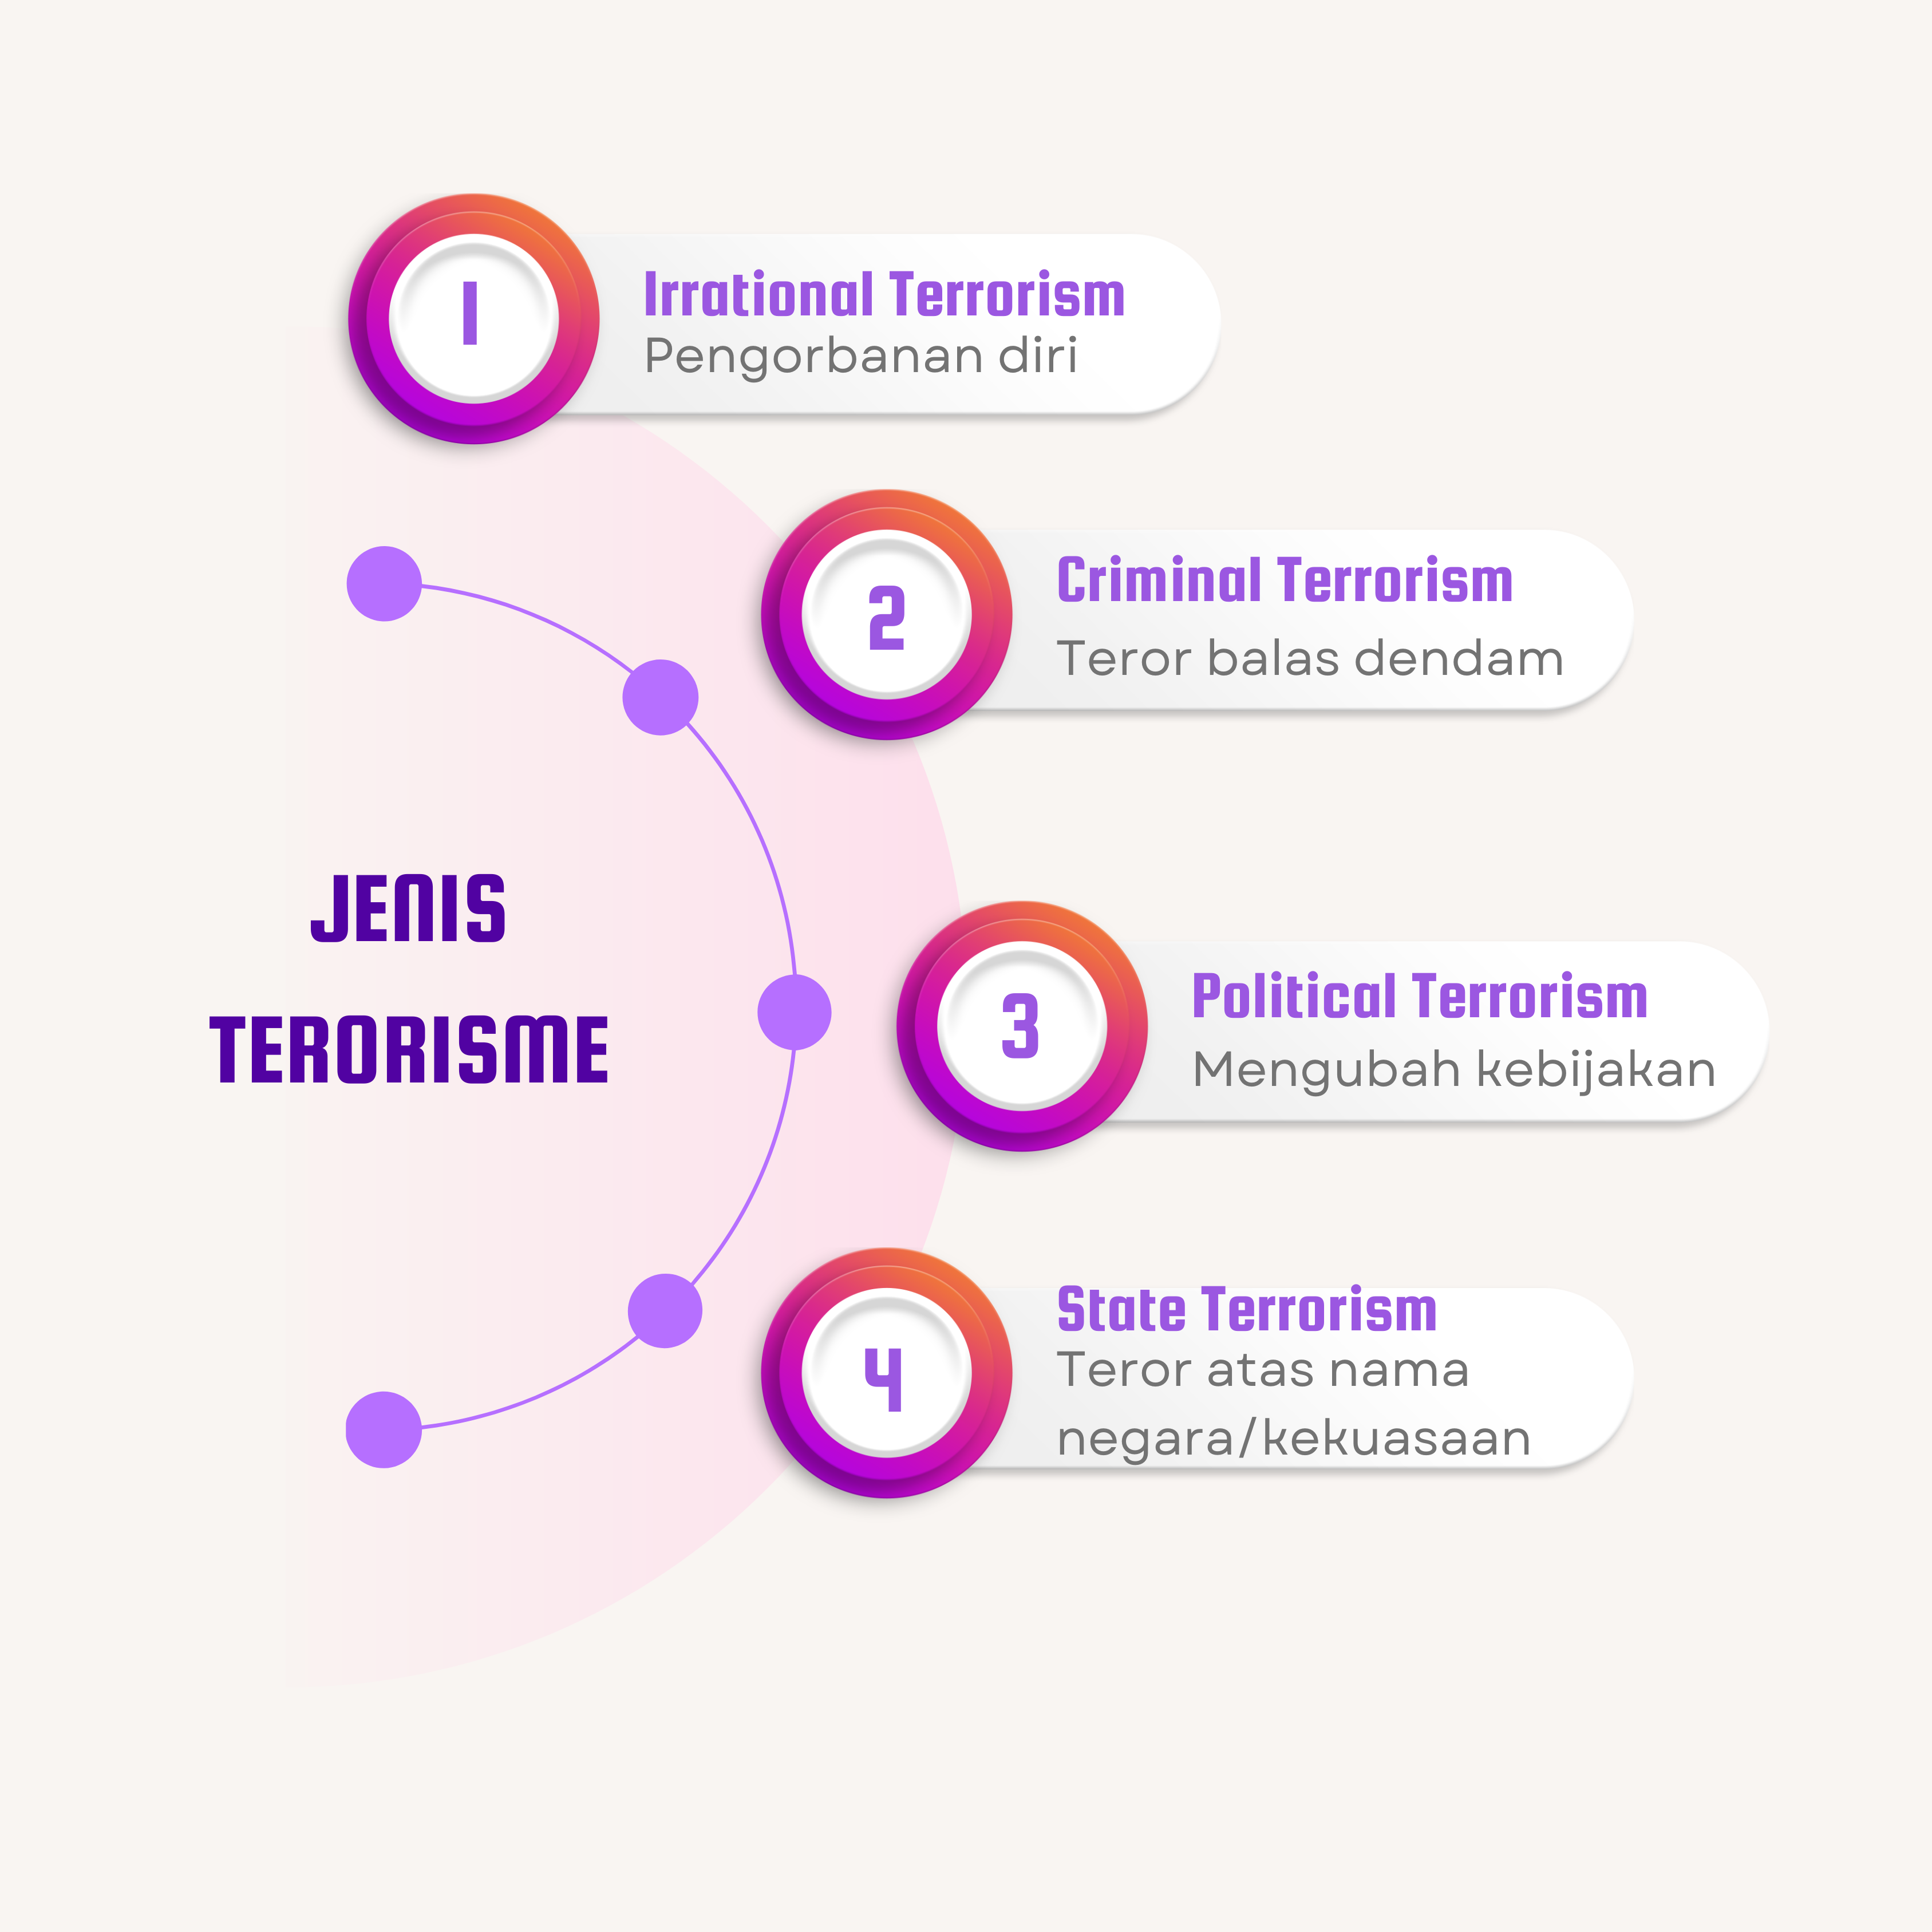 1
Irrational Terrorism
Pengorbanan diri
2
Criminal Terrorism
Teror balas dendam
JENIS
TERORISME
3
Political Terrorism
Mengubah kebijakan
4
State Terrorism
Teror atas nama
negara/kekuasaan